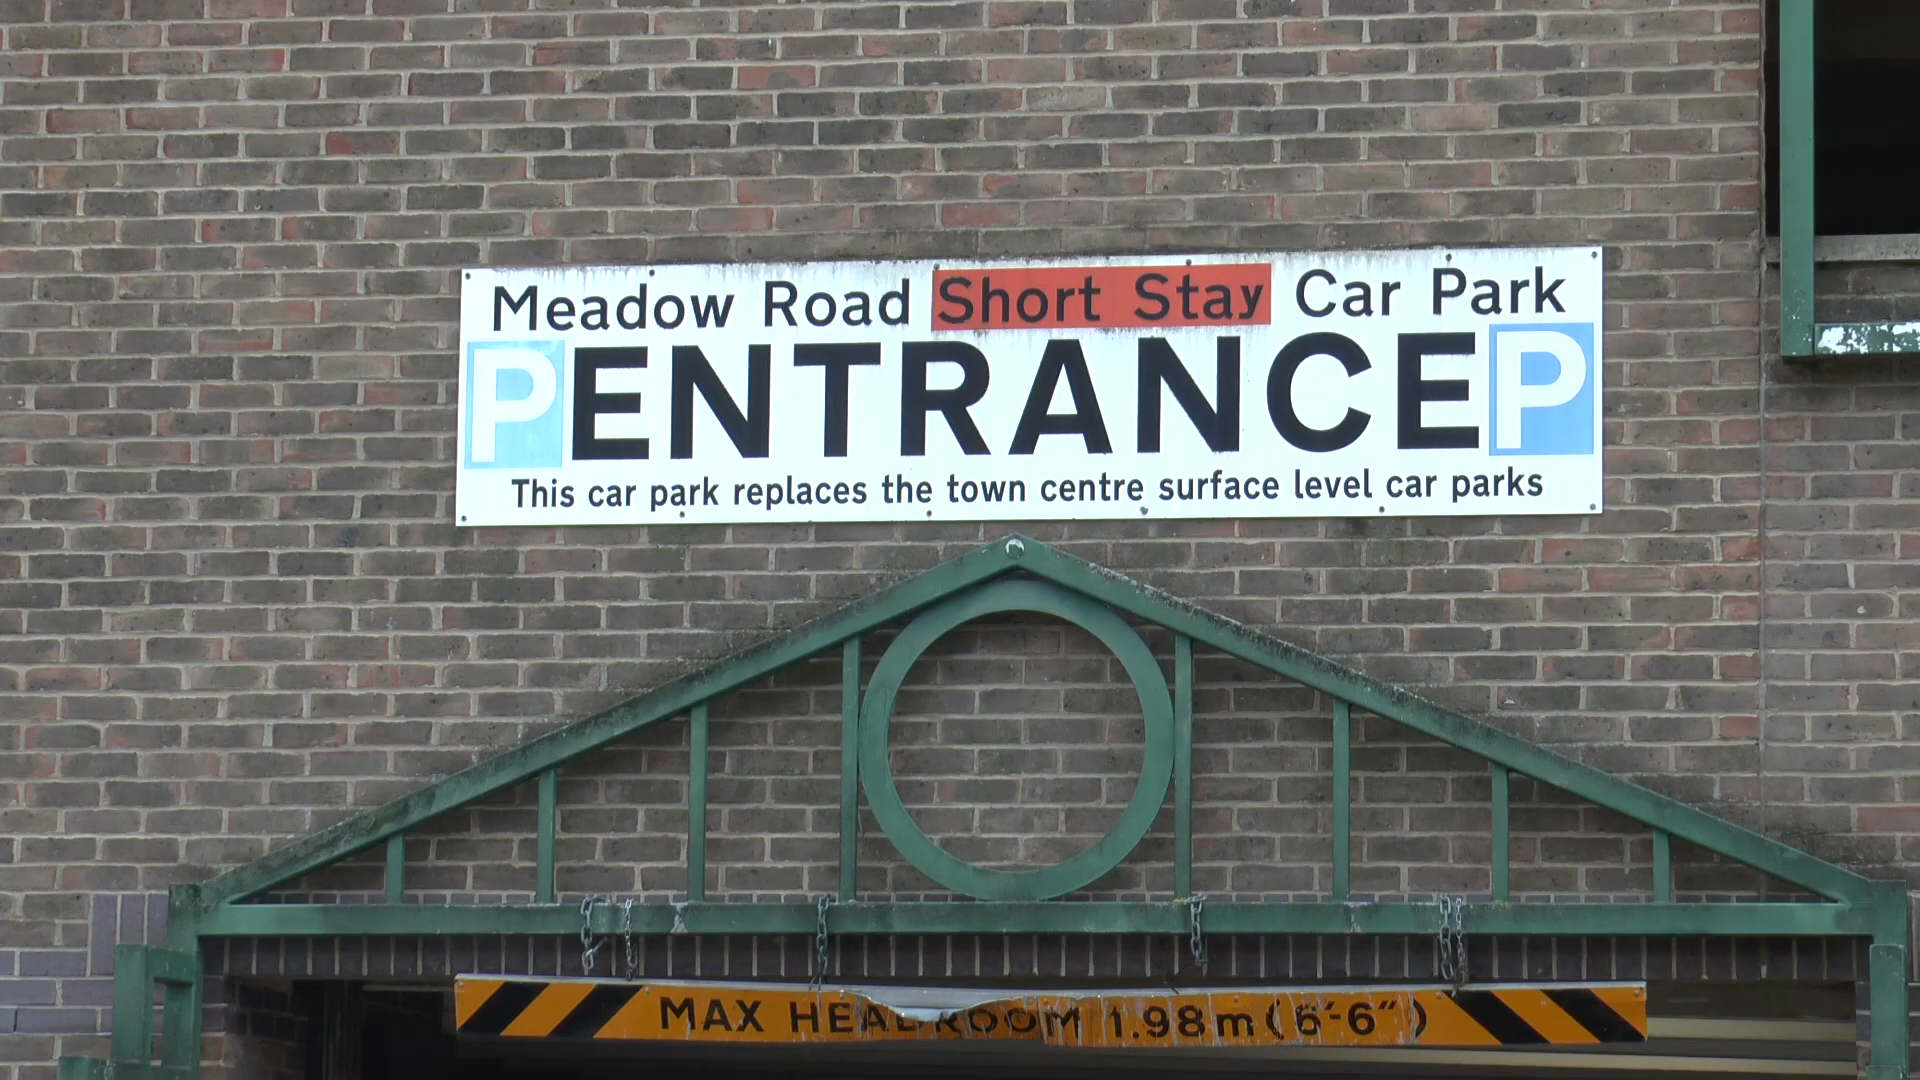 Meadow Road Short Stay Car Park
P ENTRANCE P
This car park replaces the town centre surface level car parks
MAX HEADROOM 1.98m (6'-6")